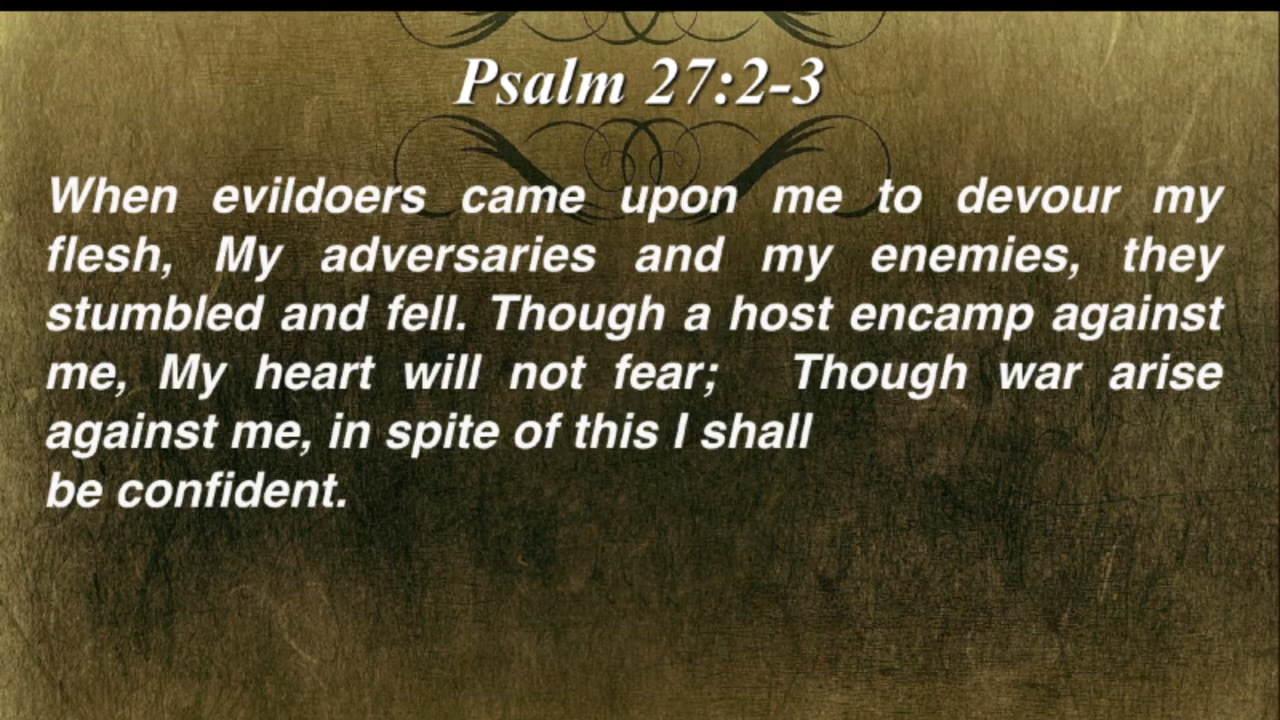 Psalm 27:2-3
When evildoers came upon me to devour my
flesh, My adversaries and my enemies, they
stumbled and fell. Though a host encamp against
me, My heart will not fear; Though war arise
against me, in spite of this I shall
be confident.